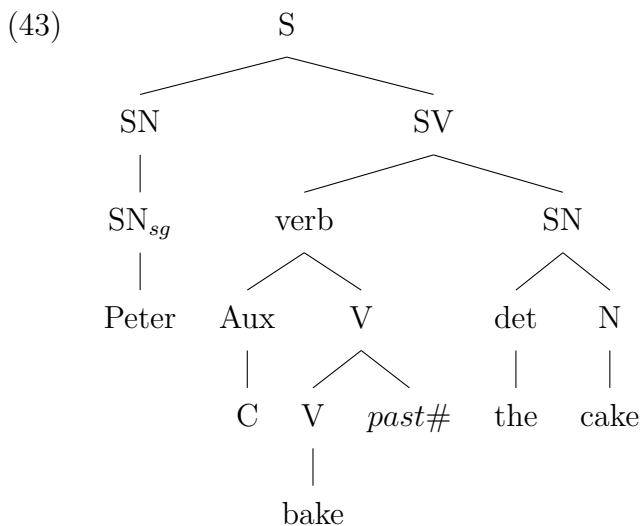 (43) S
SN SV
SN_sg verb SN
Peter Aux V det N
C V past# the cake
bake